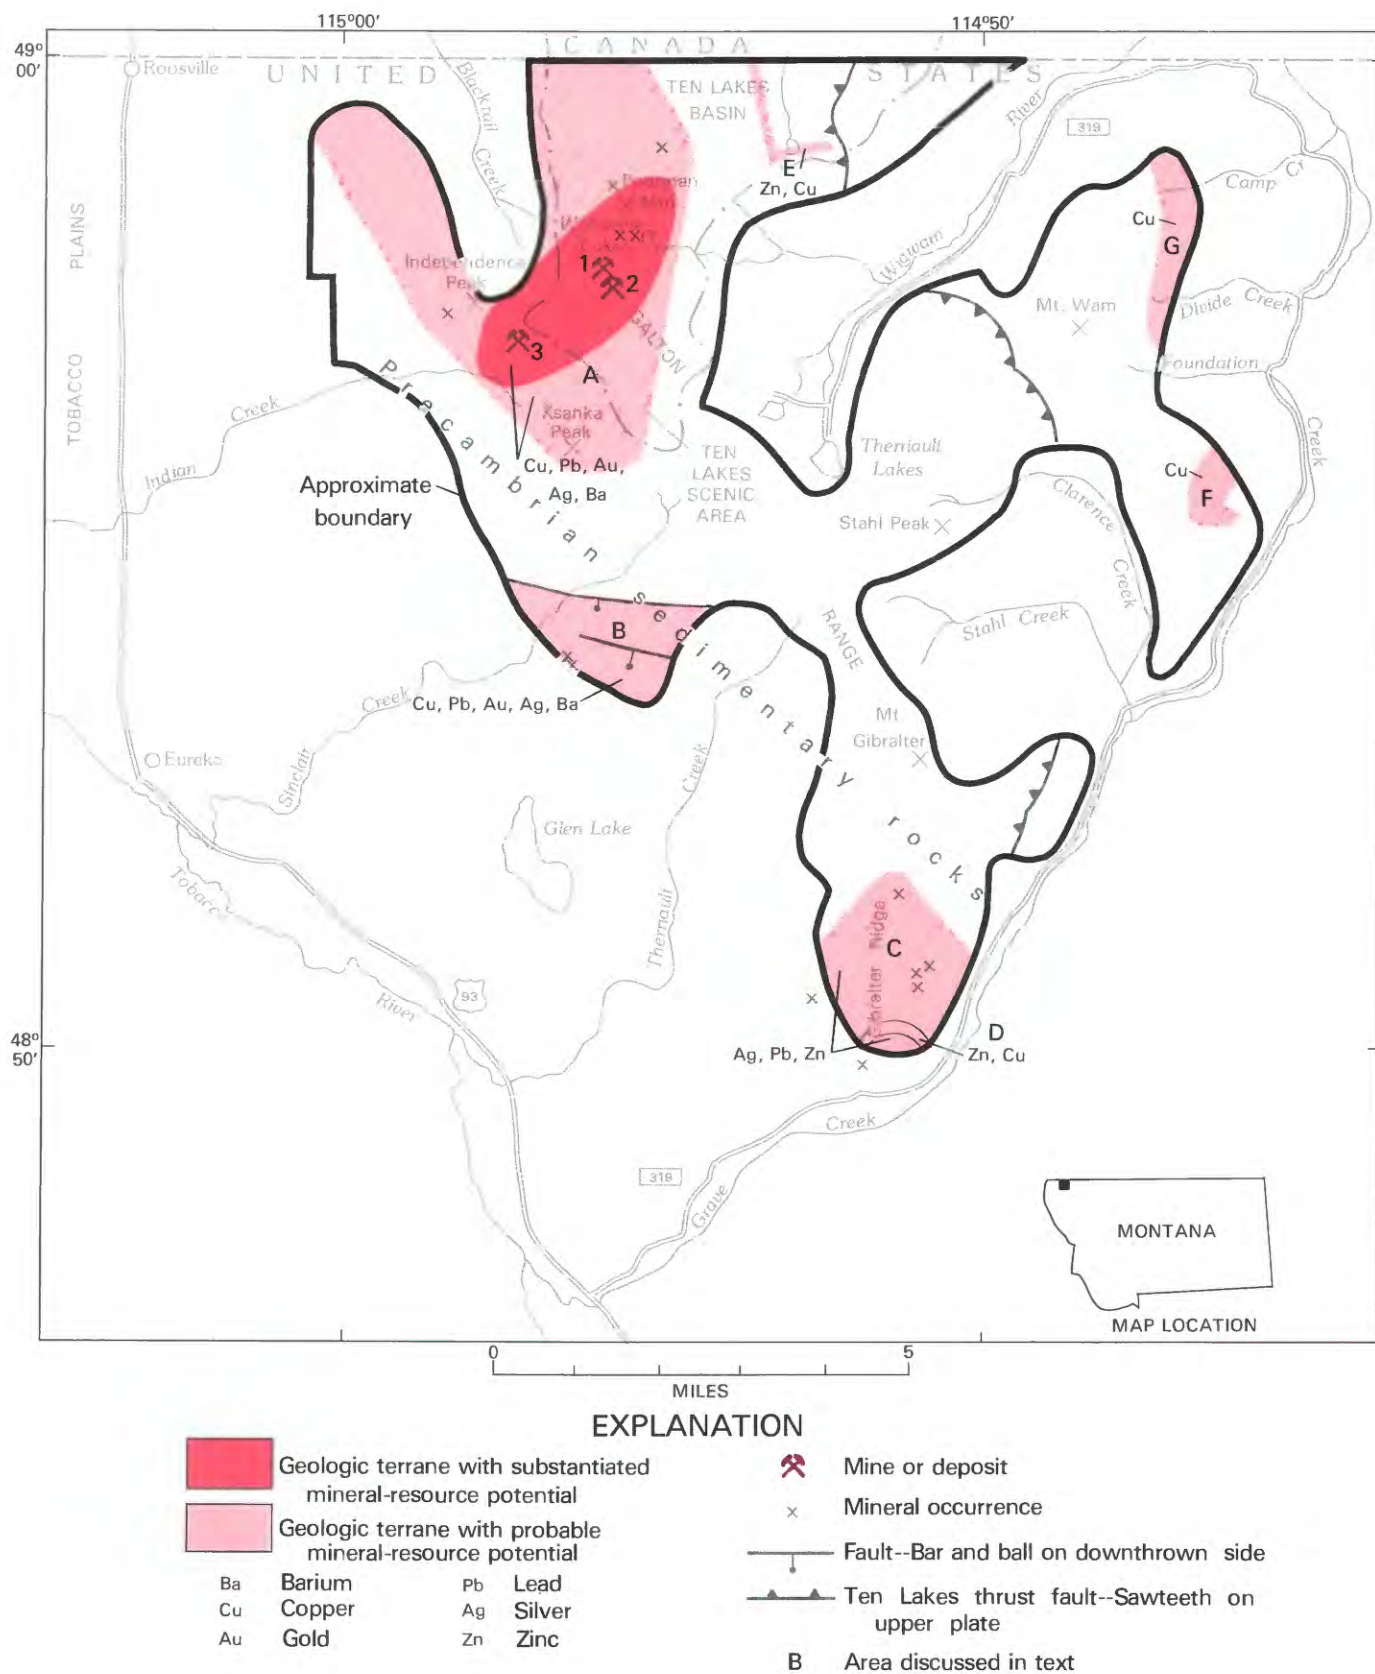 115°00'
114°50'
49°
00'
CANADA
UNITED STATES
Roosville
Blacktail
Creek
TEN LAKES
BASIN
River
319
E
Zn, Cu
Camp Cr
Cu
G
Wigwam
PLAINS
TOBACCO
Independence
Peak
1
2
3
GALTON
Mt. Wam
Divide Creek
Foundation
Creek
A
Ksanka
Peak
Precambrian sedimentary rocks
Indian Creek
Cu, Pb, Au,
Ag, Ba
TEN
LAKES
SCENIC
AREA
Therriault
Lakes
Cu
F
Approximate
boundary
Stahl Peak
Clarence
Creek
B
RANGE
Stahl Creek
Cu, Pb, Au, Ag, Ba
Sinclair Creek
Mt
Gibralter
Eureka
Glen Lake
Therriault Creek
Tobacco
River
93
C
D
48°
50'
Ag, Pb, Zn
Zn, Cu
Grave Creek
319
MONTANA
MAP LOCATION
0 5
MILES
EXPLANATION
Geologic terrane with substantiated
mineral-resource potential
Geologic terrane with probable
mineral-resource potential
Ba Barium
Cu Copper
Au Gold
Pb Lead
Ag Silver
Zn Zinc
Mine or deposit
Mineral occurrence
Fault--Bar and ball on downthrown side
Ten Lakes thrust fault--Sawteeth on
upper plate
B Area discussed in text